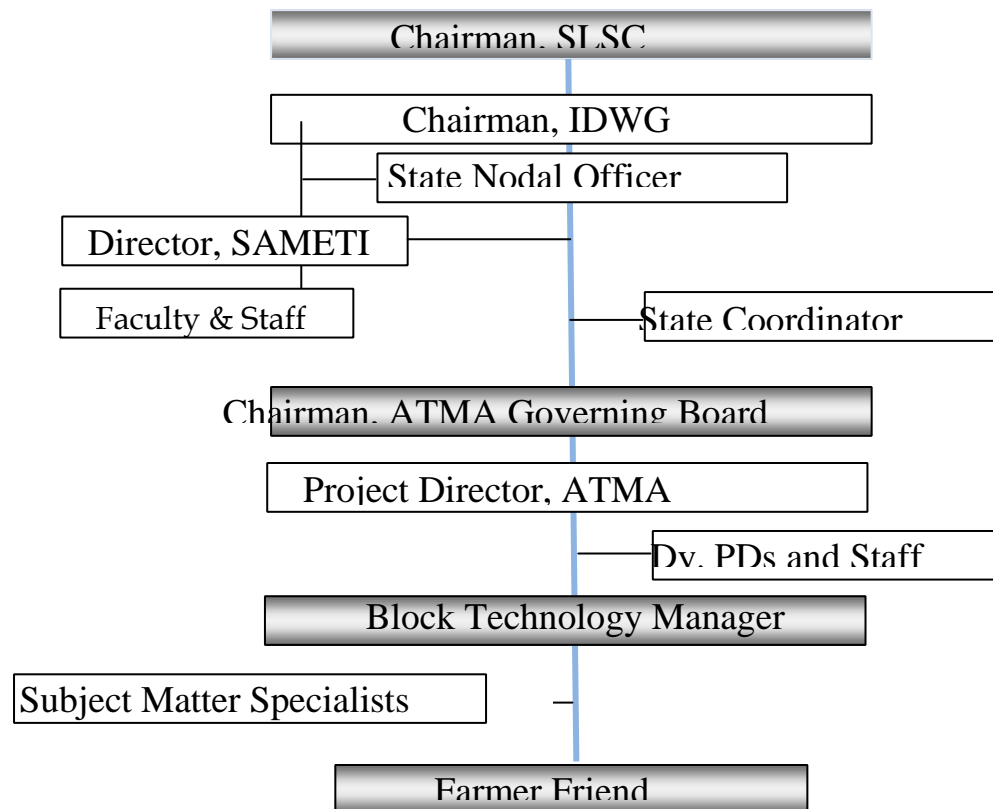 Chairman, SLSC
Chairman, IDWG
State Nodal Officer
Director, SAMETI
Faculty & Staff
State Coordinator
Chairman, ATMA Governing Board
Project Director, ATMA
Dy. PDs and Staff
Block Technology Manager
Subject Matter Specialists
Farmer Friend